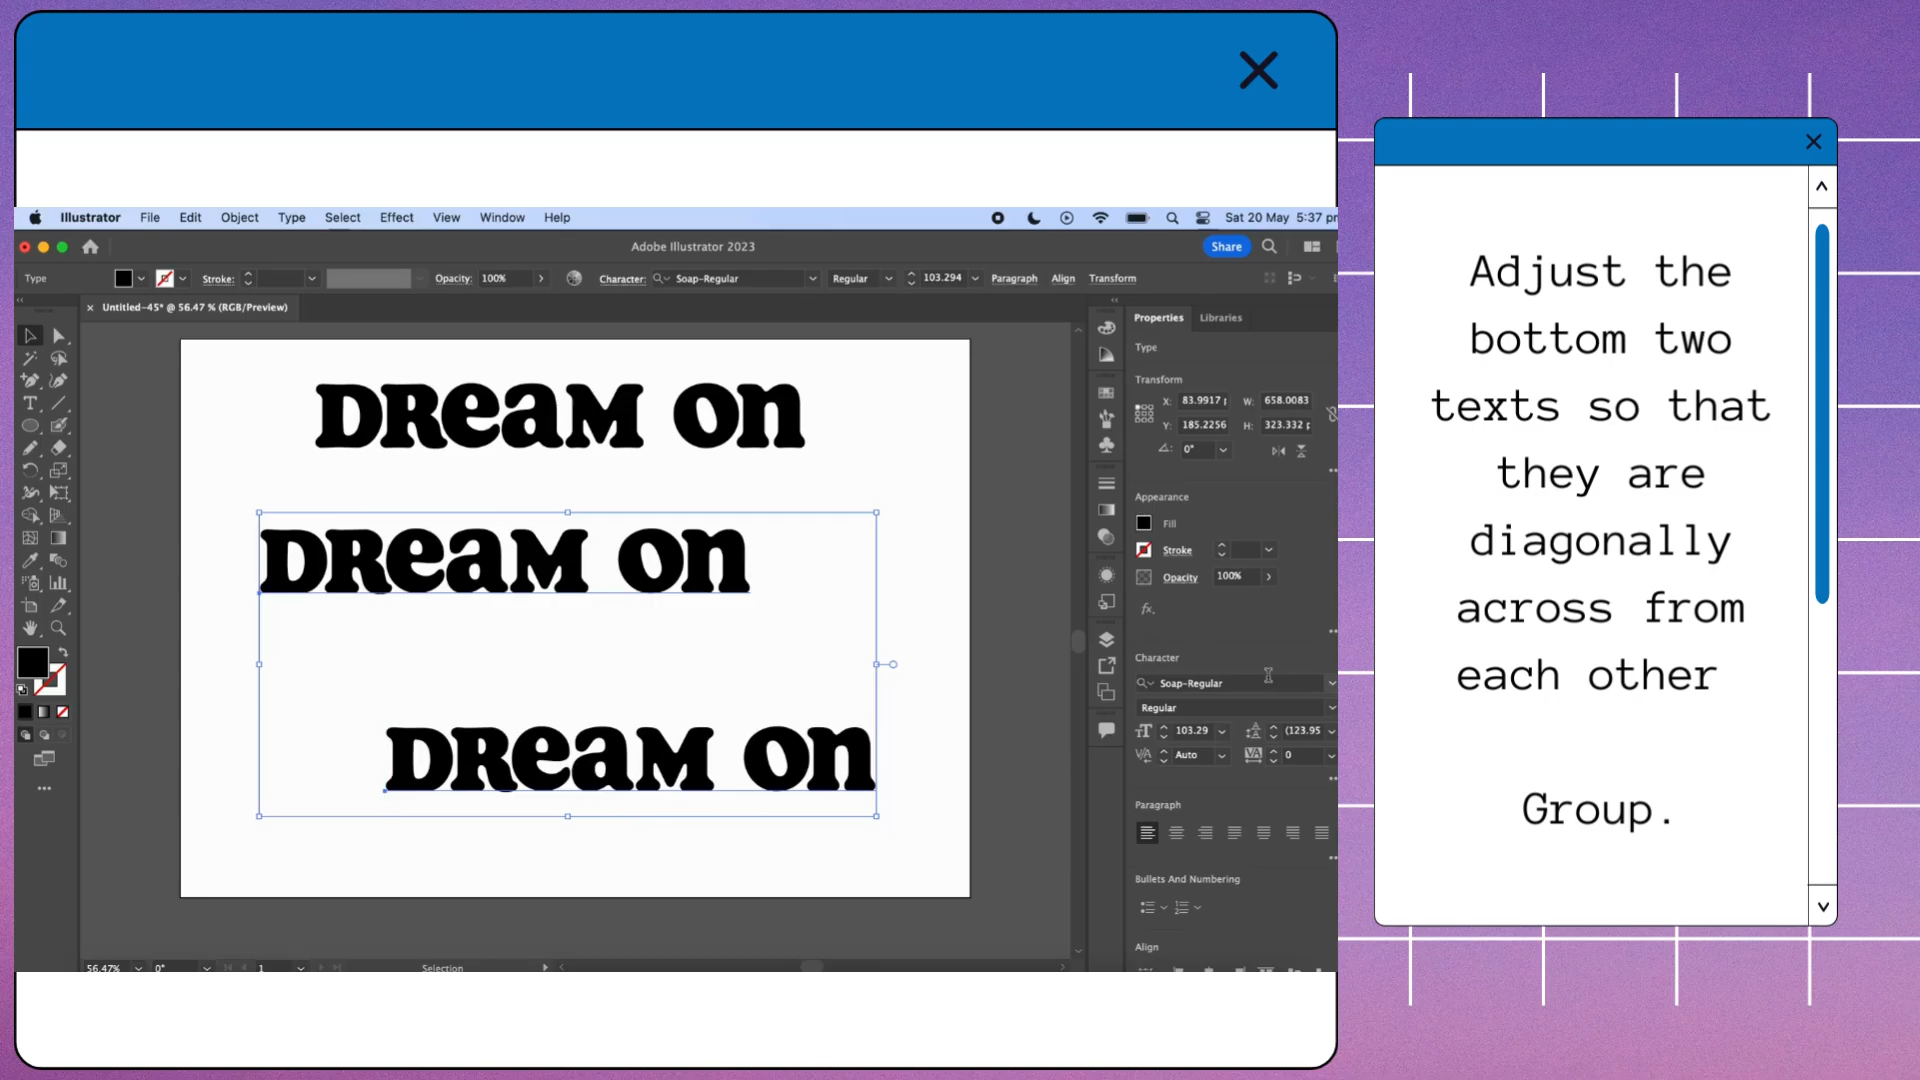 Illustrator File Edit Object Type Select Effect View Window Help Sat 20 May 5:37 pm
Adobe Illustrator 2023 Share
Type Stroke: Opacity: 100% Character: Soap-Regular Regular 103.294 Paragraph Align Transform
Untitled-45* @ 56.47 % (RGB/Preview)
DREAM ON
DREAM ON
DREAM ON
56.47% 0° 1 Selection
Properties Libraries
Type
Transform
X: 83.9917 W: 658.0083
Y: 185.2256 H: 323.332 p
0°
Appearance
Fill
Stroke
Opacity 100%
fx.
Character
Soap-Regular
Regular
103.29 (123.95
Auto 0
Paragraph
Bullets And Numbering
Align
Adjust the
bottom two
texts so that
they are
diagonally
across from
each other
Group.